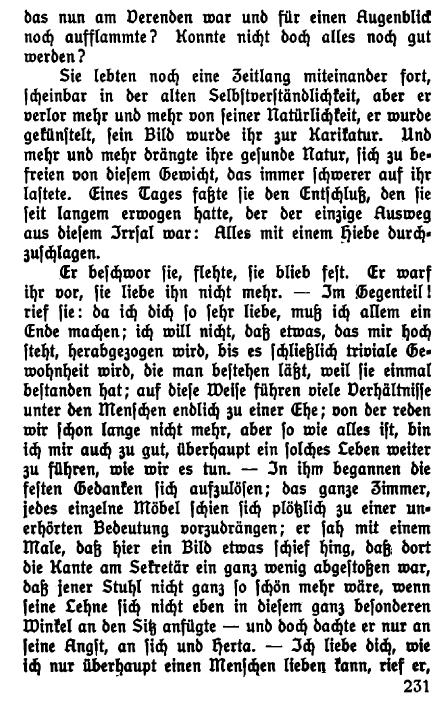 das nun am Verenden war und für einen Augenblick
noch aufflammte? Konnte nicht doch alles noch gut
werden?
Sie lebten noch eine Zeitlang miteinander fort,
scheinbar in der alten Selbstverständlichkeit, aber er
verlor mehr und mehr von seiner Natürlichkeit, er wurde
gekünstelt, sein Bild wurde ihr zur Karikatur. Und
mehr und mehr drängte ihre gesunde Natur, sich zu be-
freien von diesem Gewicht, das immer schwerer auf ihr
lastete. Eines Tages faßte sie den Entschluß, den sie
seit langem erwogen hatte, der der einzige Ausweg
aus diesem Irrsal war: Alles mit einem Hiebe durch-
zuschlagen.
Er beschwor sie, flehte, sie blieb fest. Er warf
ihr vor, sie liebe ihn nicht mehr. — Im Gegenteil!
rief sie: da ich dich so sehr liebe, muß ich allem ein
Ende machen; ich will nicht, daß etwas, das mir hoch
steht, herabgezogen wird, bis es schließlich triviale Ge-
wohnheit wird, die man bestehen läßt, weil sie einmal
bestanden hat; auf diese Weise führen viele Verhältnisse
unter den Menschen endlich zu einer Ehe; von der reden
wir schon lange nicht mehr, aber so wie alles ist, bin
ich mir auch zu gut, überhaupt ein solches Leben weiter
zu führen, wie wir es tun. — In ihm begannen die
festen Gedanken sich aufzulösen; das ganze Zimmer,
jedes einzelne Möbel schien sich plötzlich zu einer un-
erhörten Bedeutung vorzudrängen; er sah mit einem
Male, daß hier ein Bild etwas schief hing, daß dort
die Kante am Sekretär ein ganz wenig abgestoßen war,
daß jener Stuhl nicht ganz so schön mehr wäre, wenn
seine Lehne sich nicht eben in diesem ganz besonderen
Winkel an den Sitz anfügte — und doch dachte er nur an
seine Angst, an sich und Herta. — Ich liebe dich, wie
ich nur überhaupt einen Menschen lieben kann, rief er,
231